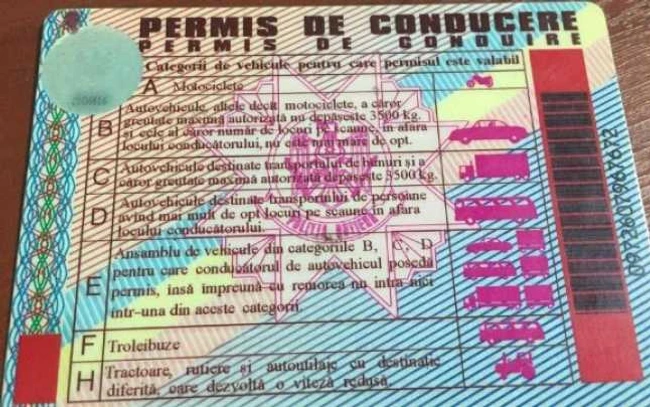 PERMIS DE CONDUCERE
PERMIS DE CONDUIRE
Categorii de vehicule pentru care permisul este valabil
A Motociclete
Autovehicule, altele decât motociclete, a căror
greutate maximă autorizată nu depăşeşte 3500 kg.
B şi cele al căror număr de locuri pe scaune, în afara
locului conducătorului, nu este mai mare de opt.
C Autovehicule destinate transportului de bunuri şi a
căror greutate maximă autorizată depăşeşte 3500kg.
D Autovehicule destinate transportului de persoane
având mai mult de opt locuri pe scaune în afara
locului conducătorului.
Ansamblu de vehicule din categoriile B, C, D
pentru care conducătorul de autovehicul posedă
E permis, însă împreună cu remorca nu intră
într-una din aceste categorii.
F Troleibuze
H Tractoare, rutiere şi autoutilaje cu destinaţie
diferită, care dezvoltă o viteză redusă.